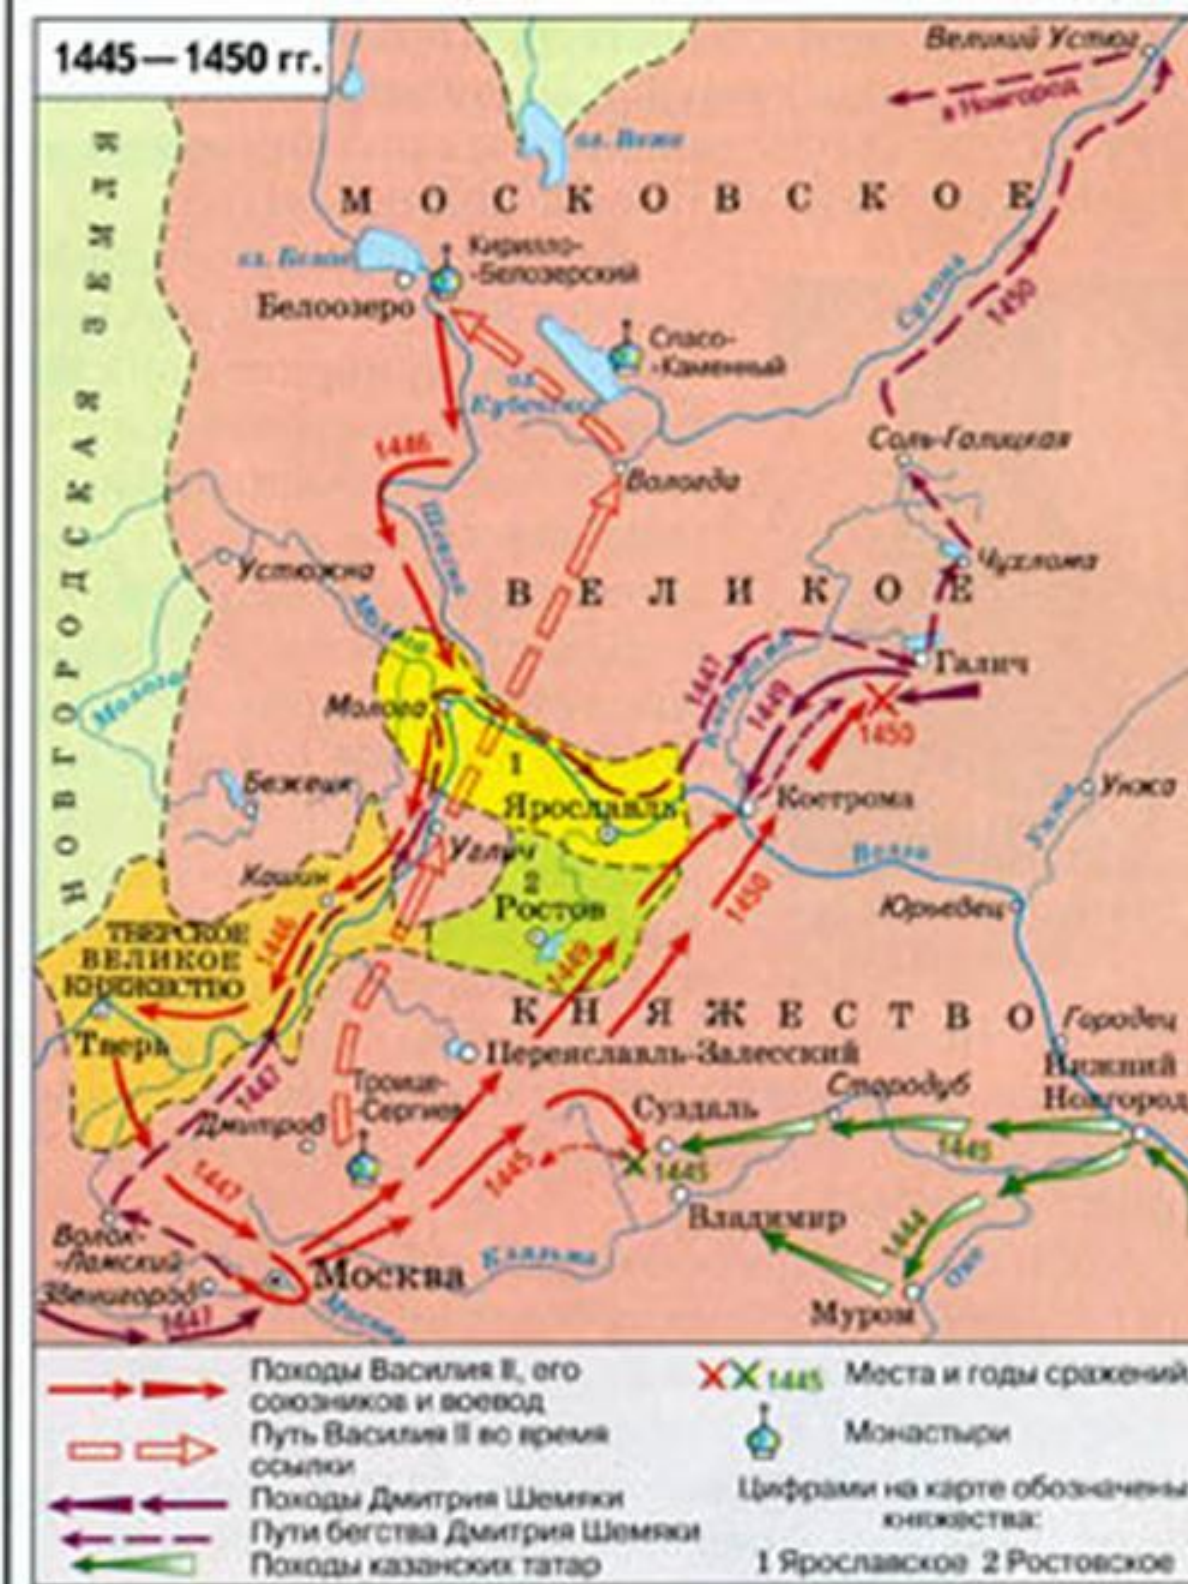 1445—1450 гг.
Великий Устюг
в Новгород
оз. Воже
МОСКОВСКОЕ
НОВГОРОДСКАЯ ЗЕМЛЯ
оз. Белое
Кирилло-
-Белозерский
Белоозеро
Сухона
1450
Спасо-
-Каменный
оз.
Кубенское
1446
Соль-Галицкая
Вологда
Шексна
Устюжна
Чухлома
ВЕЛИКОЕ
Молога
Галич
1447
Кострома
1449
Молога
Молога
1450
1
Бежецк
Ярославль
Кострома
Унжа
Унжа
Углич
Волга
Кашин
2
Ростов
1450
Юрьевец
ТВЕРСКОЕ
ВЕЛИКОЕ
КНЯЖЕСТВО
1446
1449
КНЯЖЕСТВО
Городец
Тверь
Переяславль-Залесский
Нижний
Новгород
1447
Троице-
-Сергиев
Стародуб
Дмитров
Суздаль
1445
1445
1445
1447
Владимир
1444
Волок-
-Ламский
Клязьма
Ока
Звенигород
Москва
Муром
1447
Москва
Походы Василия II, его
союзников и воевод
Путь Василия II во время
ссылки
Походы Дмитрия Шемяки
Пути бегства Дмитрия Шемяки
Походы казанских татар
1445 Места и годы сражений
Монастыри
Цифрами на карте обозначены
княжества:
1 Ярославское 2 Ростовское